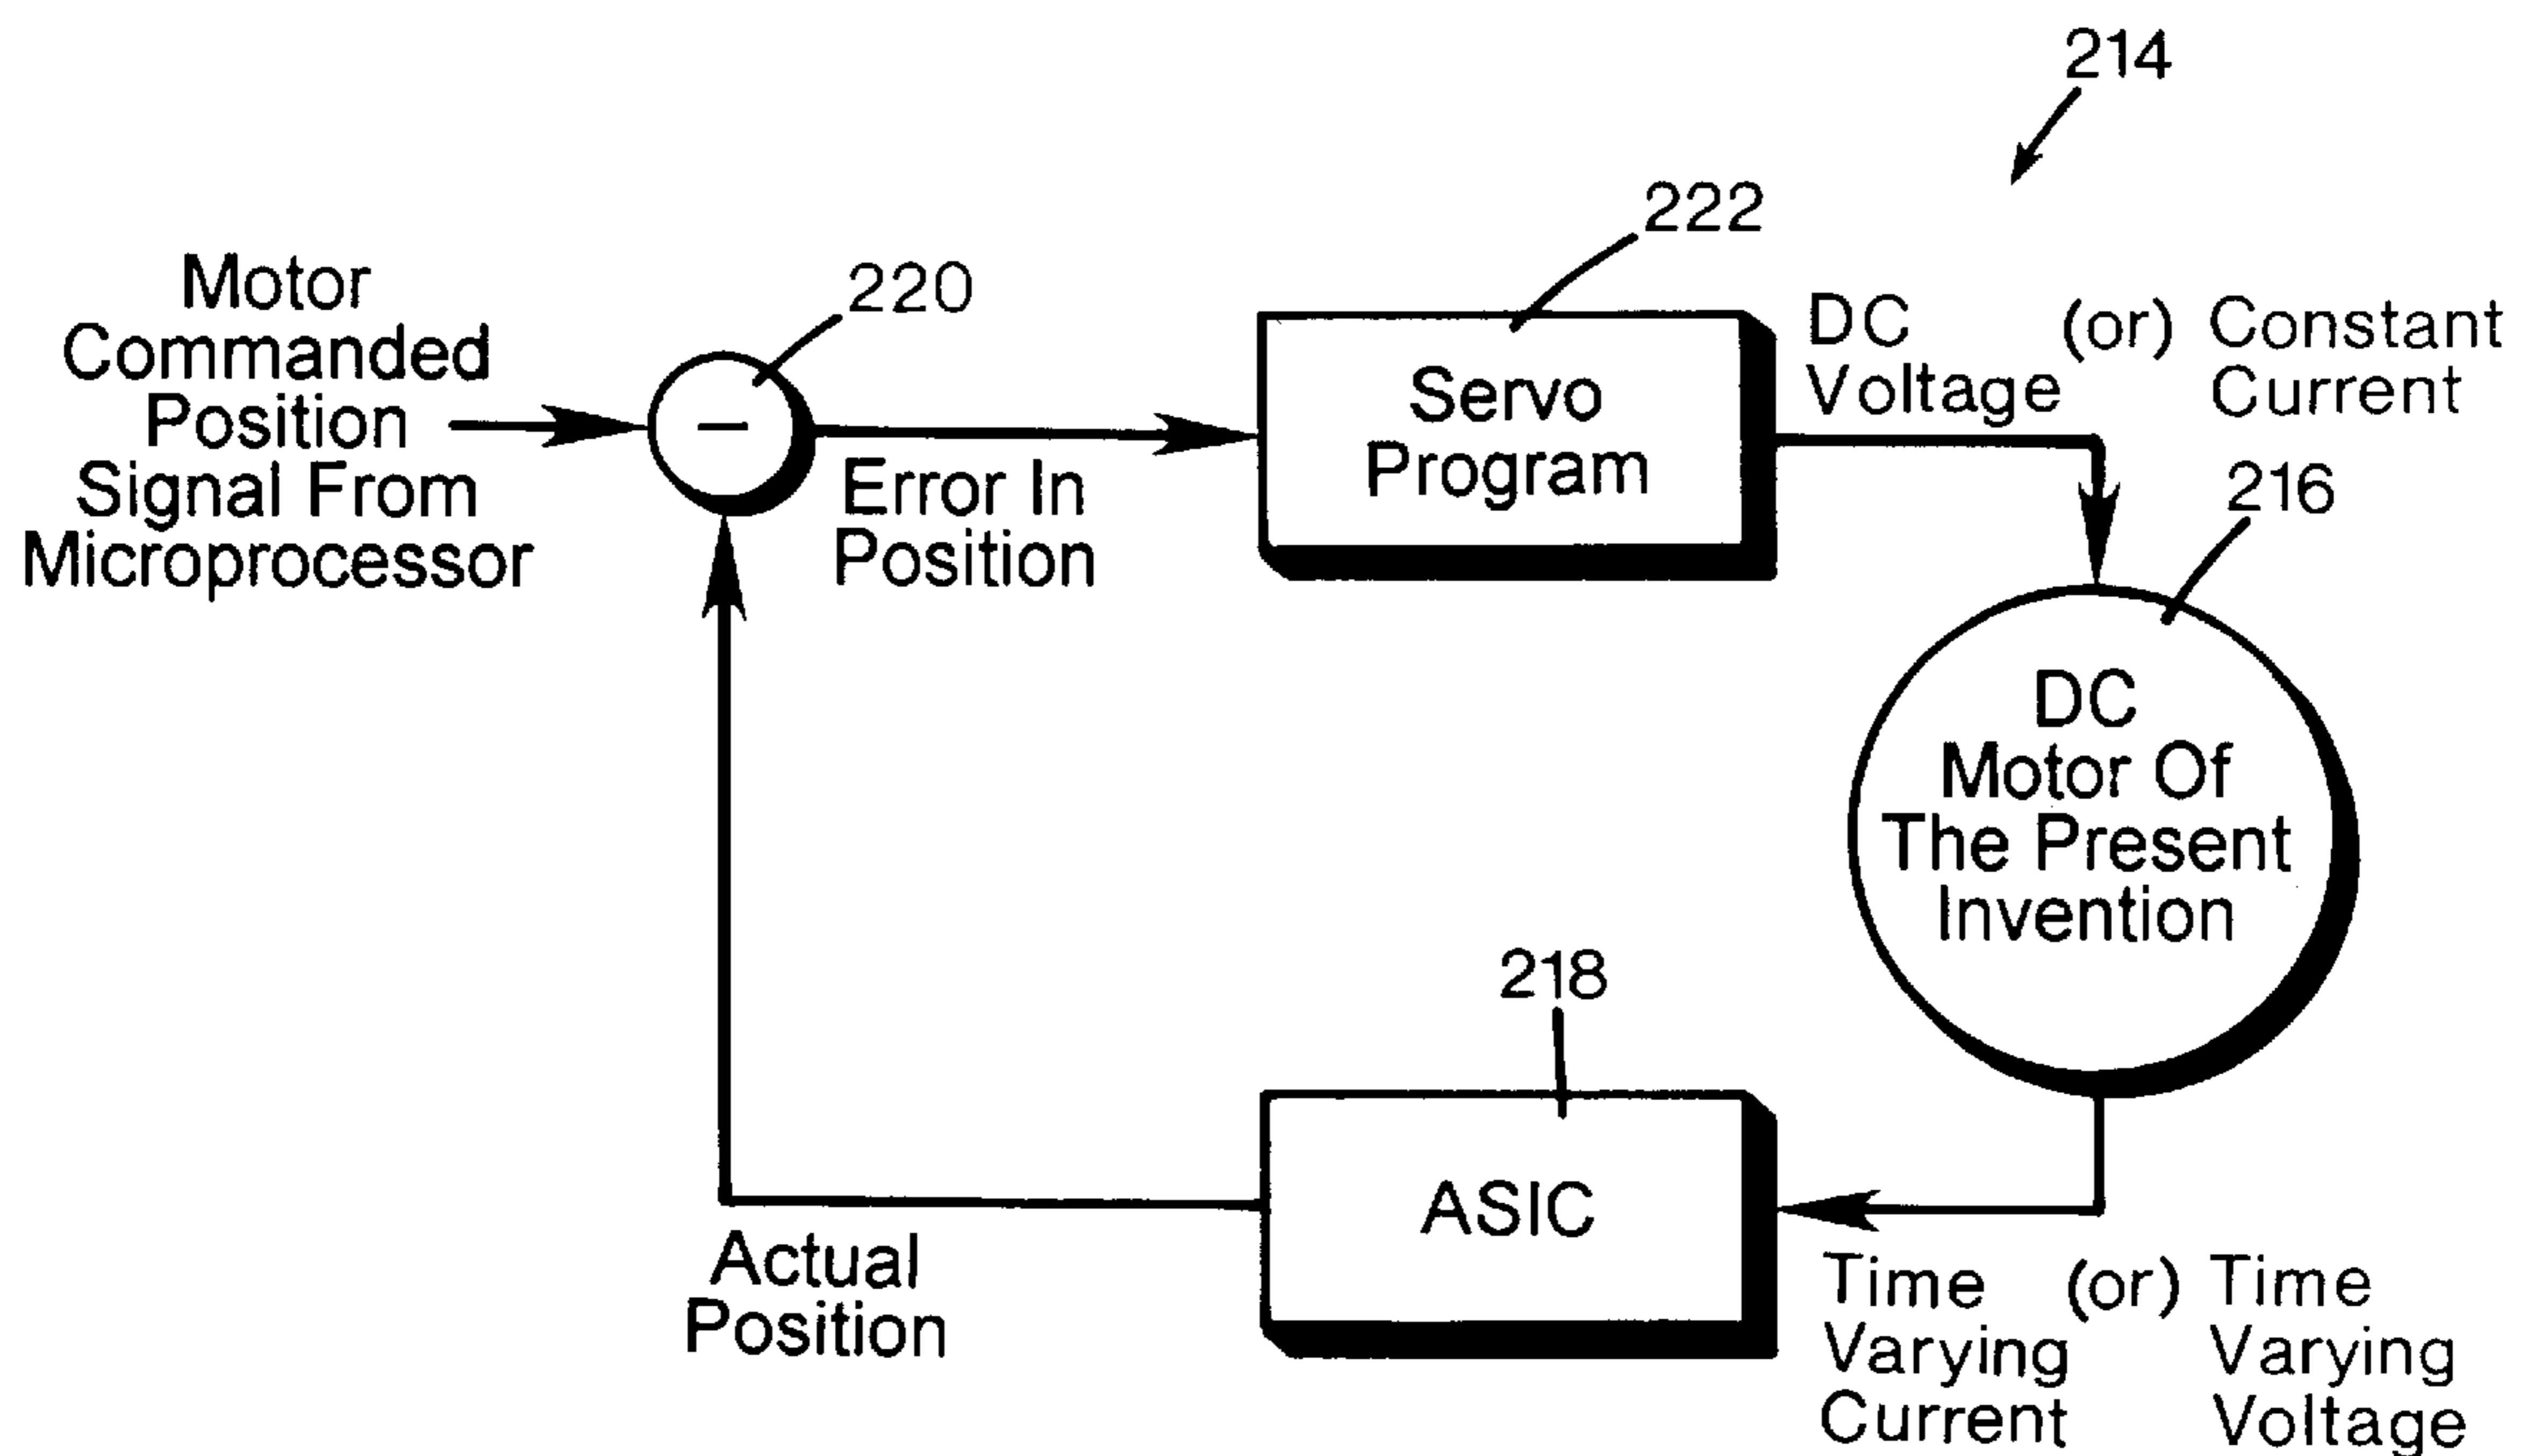 214
222
220
Motor
Commanded
Position
Signal From
Microprocessor
−
Error In
Position
Servo
Program
DC (or) Constant
Voltage Current
216
DC
Motor Of
The Present
Invention
218
ASIC
Actual
Position
Time (or) Time
Varying Varying
Current Voltage